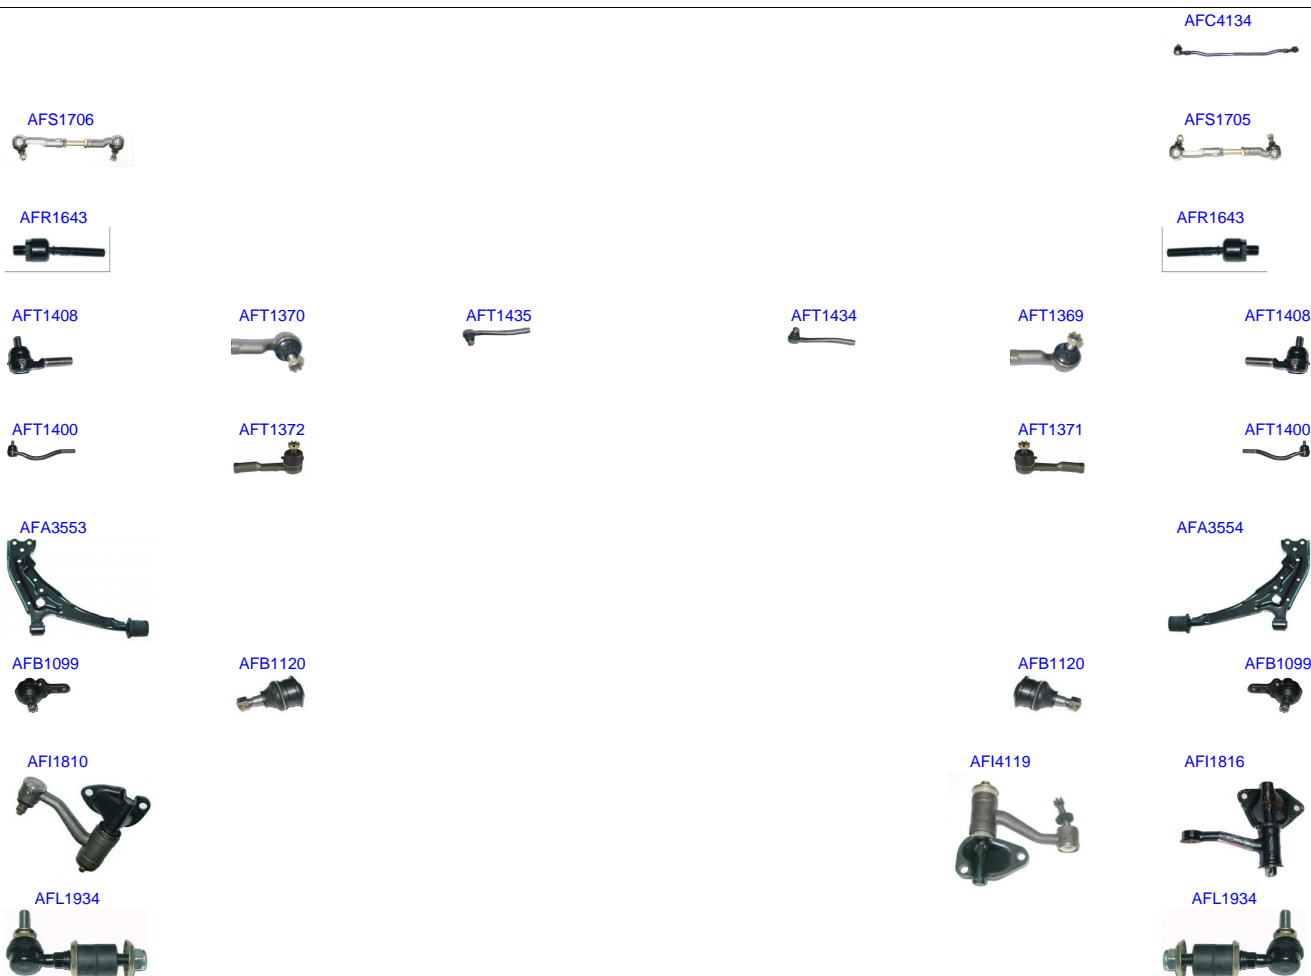 AFC4134
AFS1706 AFS1705
AFR1643 AFR1643
AFT1408 AFT1370 AFT1435 AFT1434 AFT1369 AFT1408
AFT1400 AFT1372 AFT1371 AFT1400
AFA3553 AFA3554
AFB1099 AFB1120 AFB1120 AFB1099
AFI1810 AFI4119 AFI1816
AFL1934 AFL1934